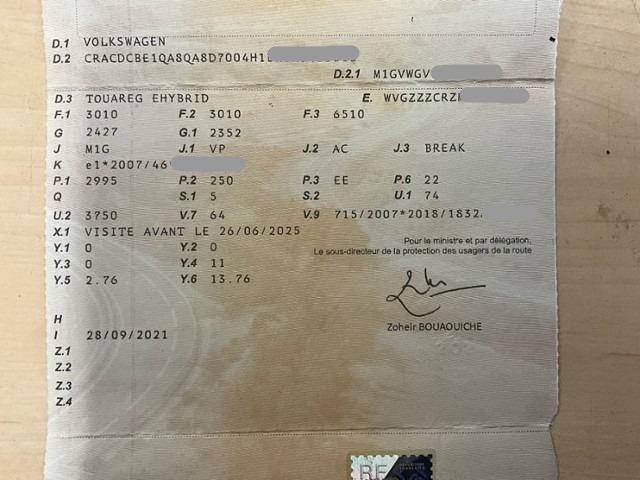 D.1 VOLKSWAGEN
D.2 CRACDCBE1QA8QA8D7004H1
D.2.1 M1GVWGV
D.3 TOUAREG EHYBRID E. WVGZZZCRZ
F.1 3010 F.2 3010 F.3 6510
G 2427 G.1 2352
J M1G J.1 VP J.2 AC J.3 BREAK
K e1*2007/46
P.1 2995 P.2 250 P.3 EE P.6 22
Q S.1 5 S.2 U.1 74
U.2 3750 V.7 64 V.9 715/2007*2018/1832.
X.1 VISITE AVANT LE 26/06/2025
Y.1 0 Y.2 0
Y.3 0 Y.4 11
Y.5 2.76 Y.6 13.76
Pour le ministre et par délégation,
Le sous-directeur de la protection des usagers de la route
Zoheir BOUAOUICHE
H
I 28/09/2021
Z.1
Z.2
Z.3
Z.4
RF